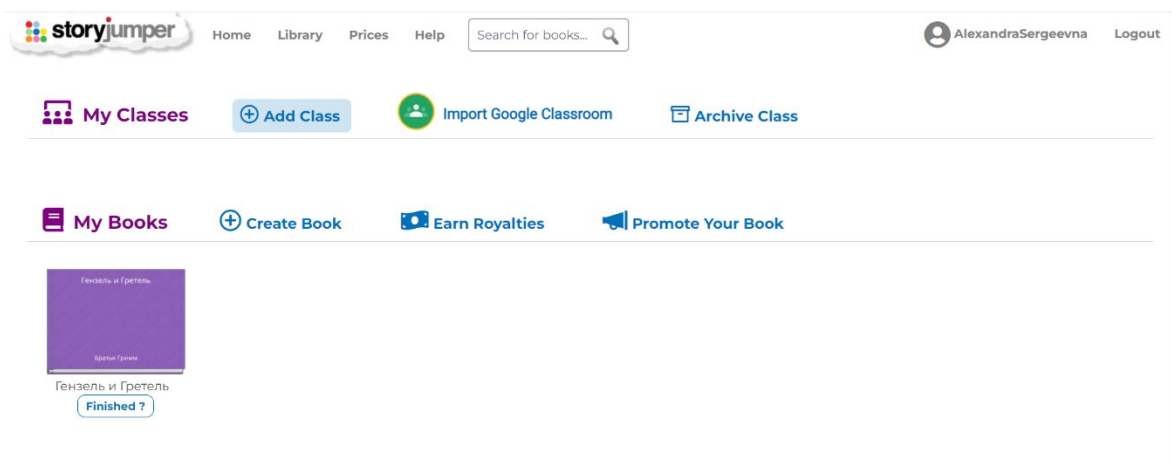 storyjumper Home Library Prices Help Search for books... AlexandraSergeevna Logout
My Classes Add Class Import Google Classroom Archive Class
My Books Create Book Earn Royalties Promote Your Book
Гензель и Гретель
Братья Гримм
Гензель и Гретель
Finished ?